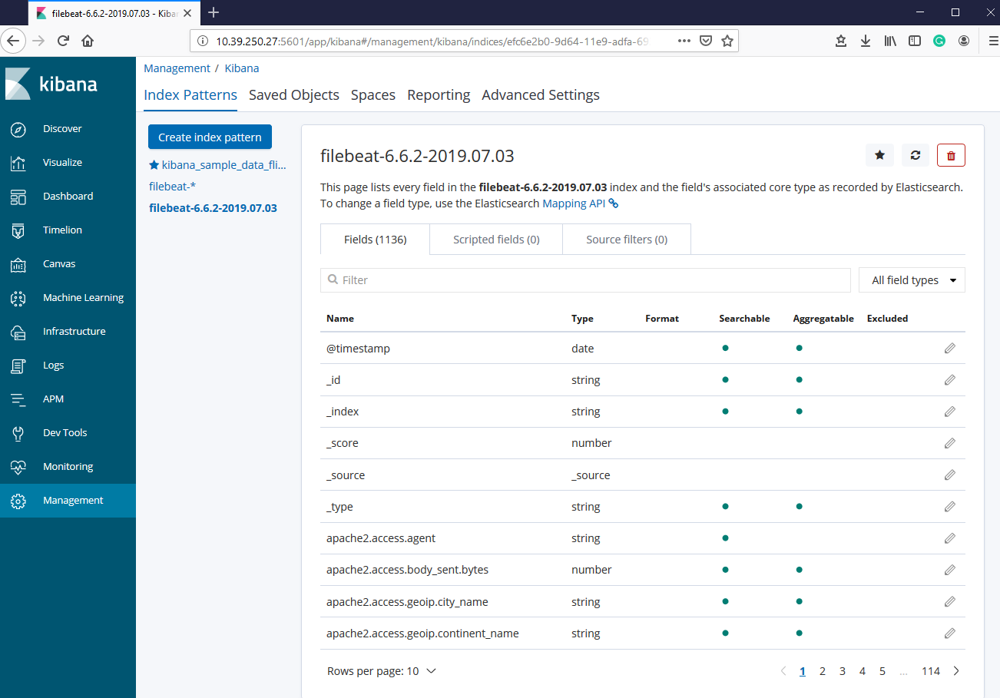 filebeat-6.6.2-2019.07.03 - Kiba
10.39.250.27:5601/app/kibana#/management/kibana/indices/efc6e2b0-9d64-11e9-adfa-69
kibana
Discover
Visualize
Dashboard
Timelion
Canvas
Machine Learning
Infrastructure
Logs
APM
Dev Tools
Monitoring
Management
Management / Kibana
Index Patterns Saved Objects Spaces Reporting Advanced Settings
Create index pattern
kibana_sample_data_fli...
filebeat-*
filebeat-6.6.2-2019.07.03
filebeat-6.6.2-2019.07.03
This page lists every field in the filebeat-6.6.2-2019.07.03 index and the field's associated core type as recorded by Elasticsearch.
To change a field type, use the Elasticsearch Mapping API
Fields (1136) Scripted fields (0) Source filters (0)
Filter All field types
Name Type Format Searchable Aggregatable Excluded
@timestamp date
_id string
_index string
_score number
_source _source
_type string
apache2.access.agent string
apache2.access.body_sent.bytes number
apache2.access.geoip.city_name string
apache2.access.geoip.continent_name string
Rows per page: 10 1 2 3 4 5 ... 114